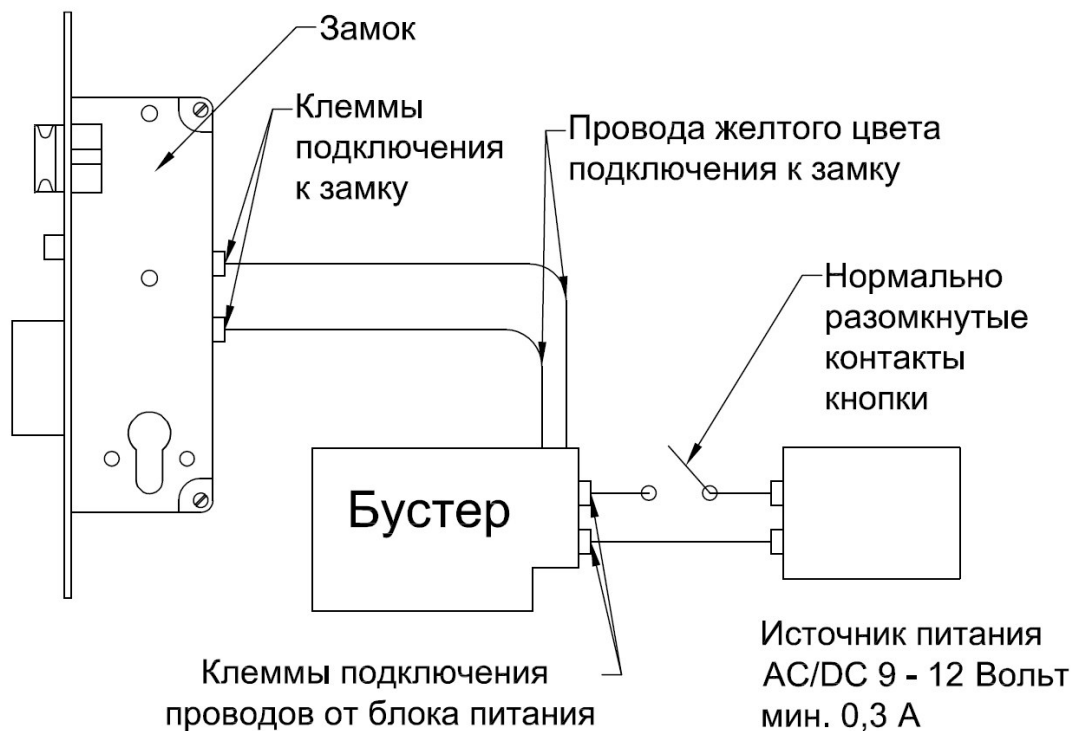 Замок
Клеммы
подключения
к замку
Провода желтого цвета
подключения к замку
Нормально
разомкнутые
контакты
кнопки
Бустер
Клеммы подключения
проводов от блока питания
Источник питания
AC/DC 9 - 12 Вольт
мин. 0,3 А